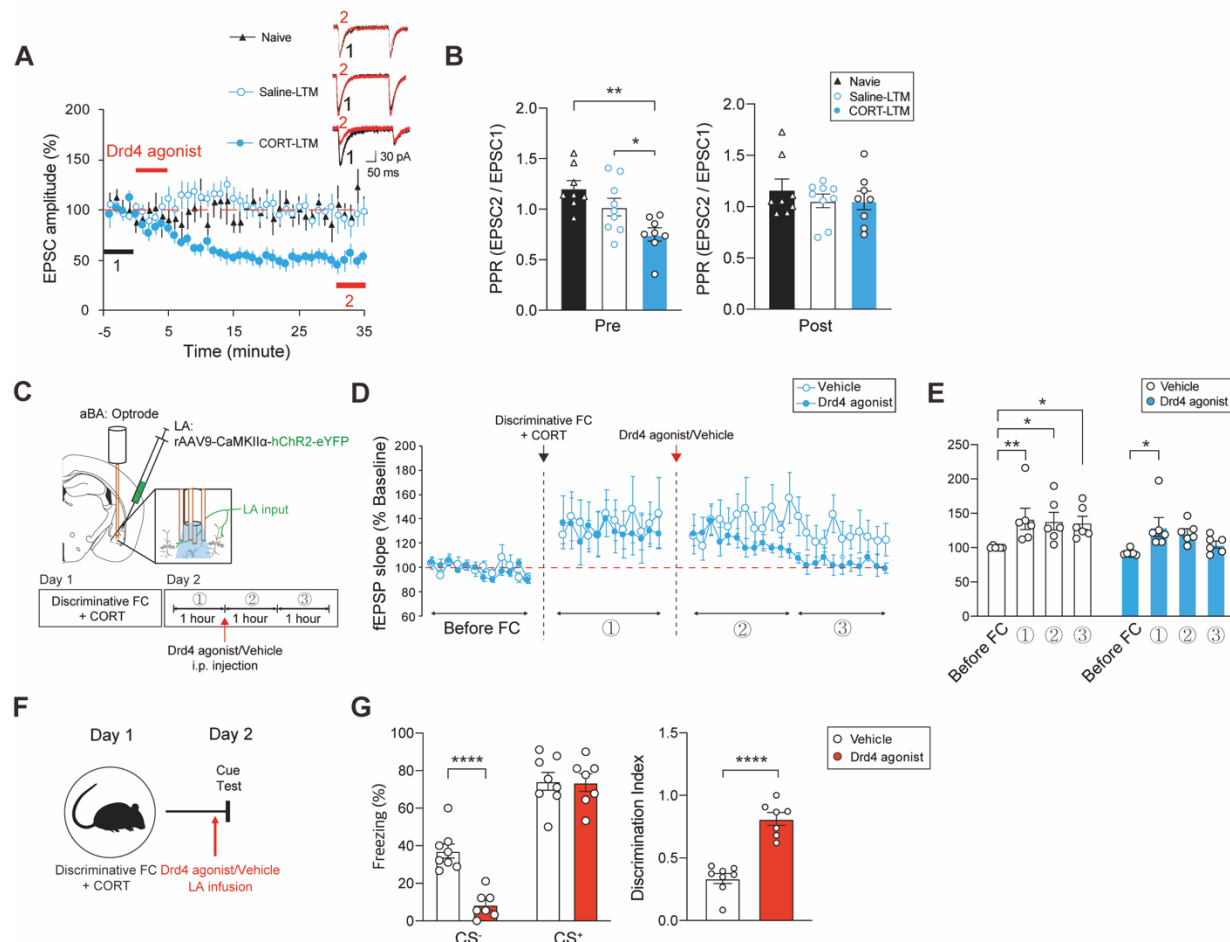 A
Naive
Saline-LTM
CORT-LTM
2
1
2
1
2
1
30 pA
50 ms
EPSC amplitude (%)
200
150
100
50
0
Drd4 agonist
1
2
-5
5
15
25
35
Time (minute)
B
Navie
Saline-LTM
CORT-LTM
PPR (EPSC2 / EPSC1)
2.0
1.5
1.0
0.5
0.0
**
*
Pre
PPR (EPSC2 / EPSC1)
2.0
1.5
1.0
0.5
0.0
Post
C
aBA: Optrode
LA:
rAAV9-CaMKIIα-hChR2-eYFP
LA input
Day 1
Day 2
Discriminative FC
+ CORT
①
②
③
1 hour
1 hour
1 hour
Drd4 agonist/Vehicle
i.p. injection
D
Vehicle
Drd4 agonist
Discriminative FC
+ CORT
Drd4 agonist/Vehicle
fEPSP slope (% Baseline)
180
160
140
120
100
80
60
Before FC
①
②
③
E
Vehicle
Drd4 agonist
250
200
150
100
50
0
**
*
*
*
Before FC
①
②
③
Before FC
①
②
③
F
Day 1
Day 2
Cue
Test
Discriminative FC
+ CORT
Drd4 agonist/Vehicle
LA infusion
G
Freezing (%)
100
80
60
40
20
0
****
CS-
CS+
Discrimination Index
1.5
1.0
0.5
0.0
****
Vehicle
Drd4 agonist